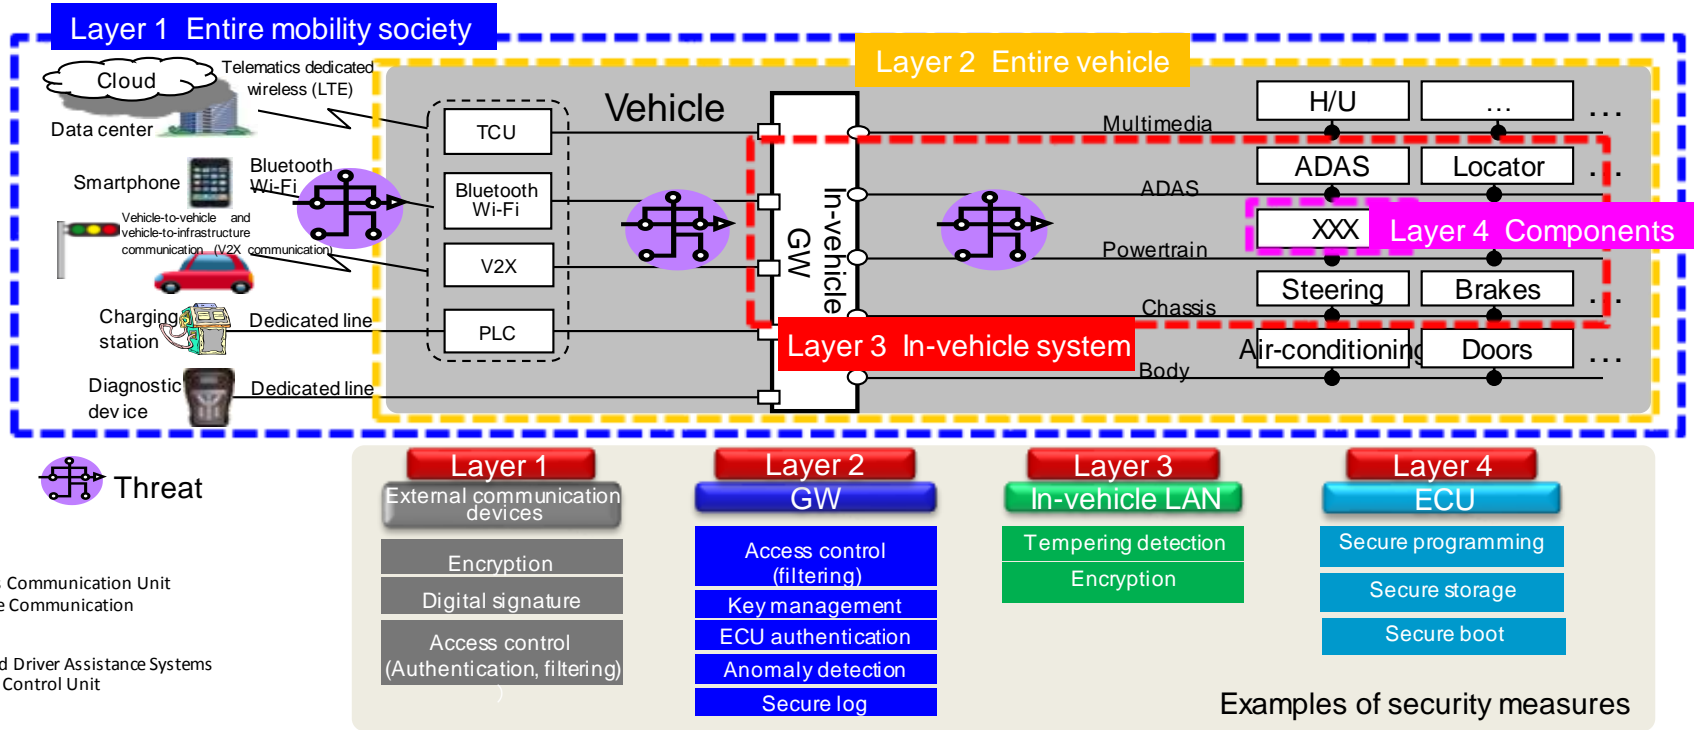 Layer 1 Entire mobility society
Layer 2 Entire vehicle
Cloud
Data center
Telematics dedicated
wireless (LTE)
Smartphone
Bluetooth
Wi-Fi
Vehicle-to-vehicle and
vehicle-to-infrastructure
communication (V2X communication)
Charging
station
Dedicated line
Diagnostic
device
Dedicated line
TCU
Bluetooth
Wi-Fi
V2X
PLC
Vehicle
In-vehicle
GW
Multimedia
ADAS
Powertrain
Chassis
Body
H/U
...
...
ADAS
Locator
...
XXX
Layer 4 Components
Steering
Brakes
...
Layer 3 In-vehicle system
Air-conditioning
Doors
...
Threat
s Communication Unit
e Communication
d Driver Assistance Systems
Control Unit
Layer 1
External communication
devices
Encryption
Digital signature
Access control
(Authentication, filtering)
)
Layer 2
GW
Access control
(filtering)
Key management
ECU authentication
Anomaly detection
Secure log
Layer 3
In-vehicle LAN
Tempering detection
Encryption
Layer 4
ECU
Secure programming
Secure storage
Secure boot
Examples of security measures